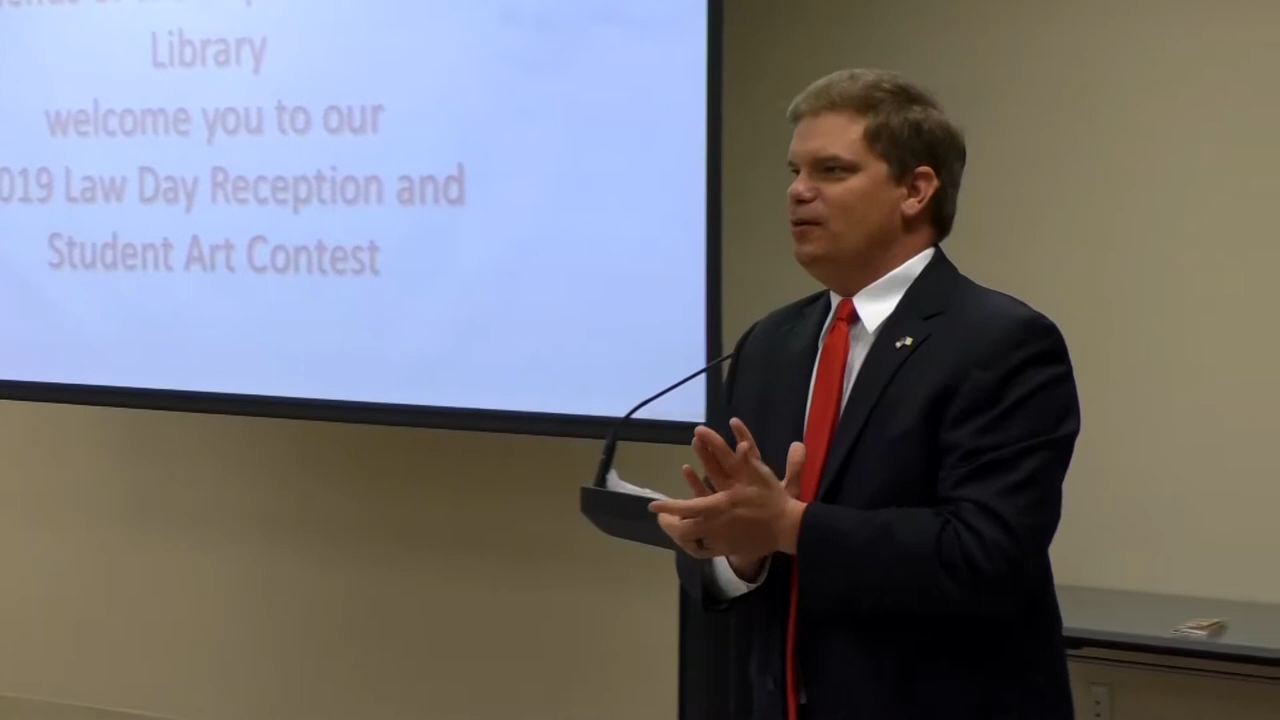 Library
welcome you to our
019 Law Day Reception and
Student Art Contest